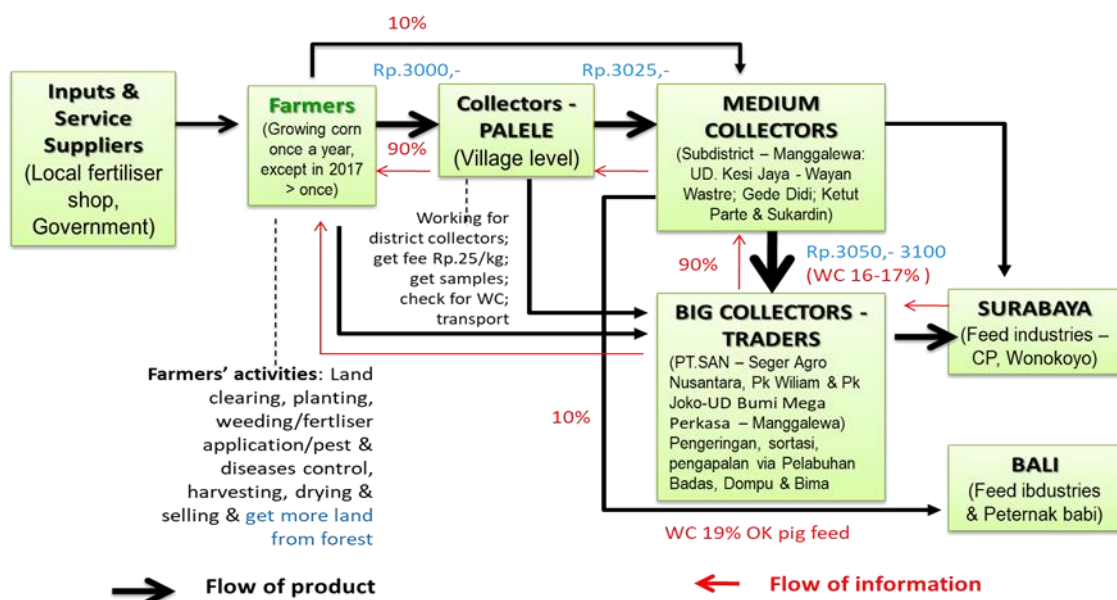 10%
Rp.3000,-
Rp.3025,-
Inputs &
Service
Suppliers
(Local fertiliser
shop,
Government)
Farmers
(Growing corn
once a year,
except in 2017
> once)
90%
Collectors -
PALELE
(Village level)
MEDIUM
COLLECTORS
(Subdistrict – Manggalewa:
UD. Kesi Jaya - Wayan
Wastre; Gede Didi; Ketut
Parte & Sukardin)
Working for
district collectors;
get fee Rp.25/kg;
get samples;
check for WC;
transport
90%
Rp.3050,- 3100
(WC 16-17% )
BIG COLLECTORS -
TRADERS
(PT.SAN – Seger Agro
Nusantara, Pk Wiliam & Pk
Joko-UD Bumi Mega
Perkasa – Manggalewa)
Pengeringan, sortasi,
pengapalan via Pelabuhan
Badas, Dompu & Bima
SURABAYA
(Feed industries –
CP, Wonokoyo)
Farmers' activities: Land
clearing, planting,
weeding/fertliser
application/pest &
diseases control,
harvesting, drying &
selling & get more land
from forest
10%
BALI
(Feed ibdustries
& Peternak babi)
WC 19% OK pig feed
Flow of product
Flow of information